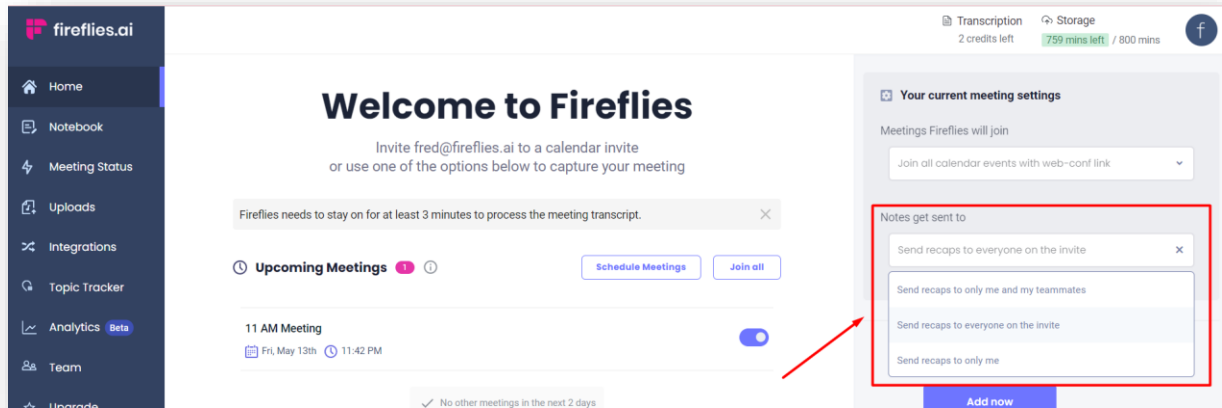 fireflies.ai
Transcription
2 credits left
Storage
759 mins left / 800 mins
f
Home
Notebook
Meeting Status
Uploads
Integrations
Topic Tracker
Analytics Beta
Team
Upgrade
Welcome to Fireflies
Invite fred@fireflies.ai to a calendar invite
or use one of the options below to capture your meeting
Fireflies needs to stay on for at least 3 minutes to process the meeting transcript.
Upcoming Meetings 1
Schedule Meetings
Join all
11 AM Meeting
Fri, May 13th 11:42 PM
No other meetings in the next 2 days
Your current meeting settings
Meetings Fireflies will join
Join all calendar events with web-conf link
Notes get sent to
Send recaps to everyone on the invite
Send recaps to only me and my teammates
Send recaps to everyone on the invite
Send recaps to only me
Add now